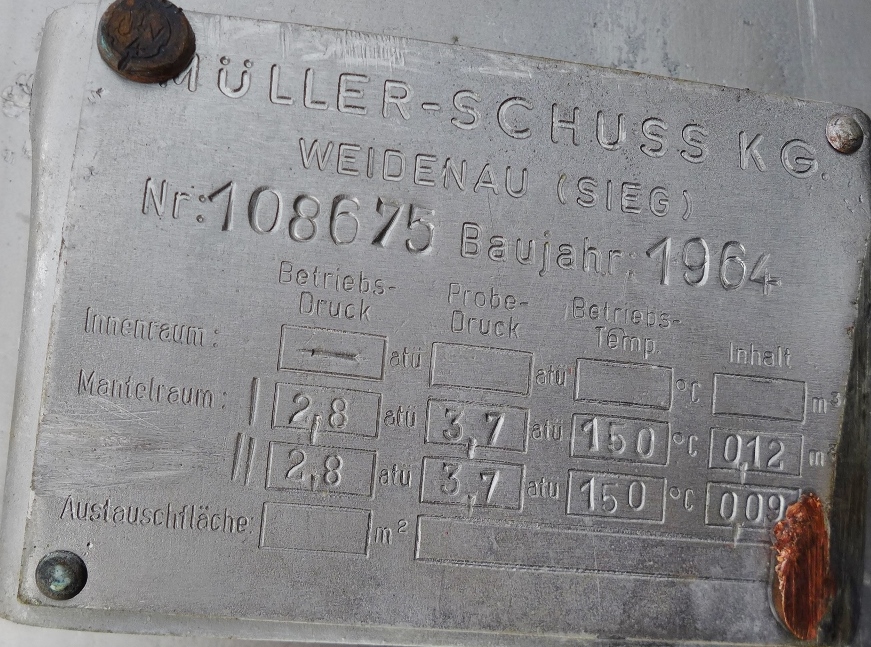 MÜLLER-SCHUSS KG.
WEIDENAU (SIEG)
Nr: 108675 Baujahr: 1964
Betriebs-Druck Probe-Druck Betriebs-Temp. Inhalt
Innenraum: — atü atü °C m³
Mantelraum: I 2,8 atü 3,7 atü 150 °C 0,12 m³
II 2,8 atü 3,7 atü 150 °C 0,09
Austauschfläche: m²